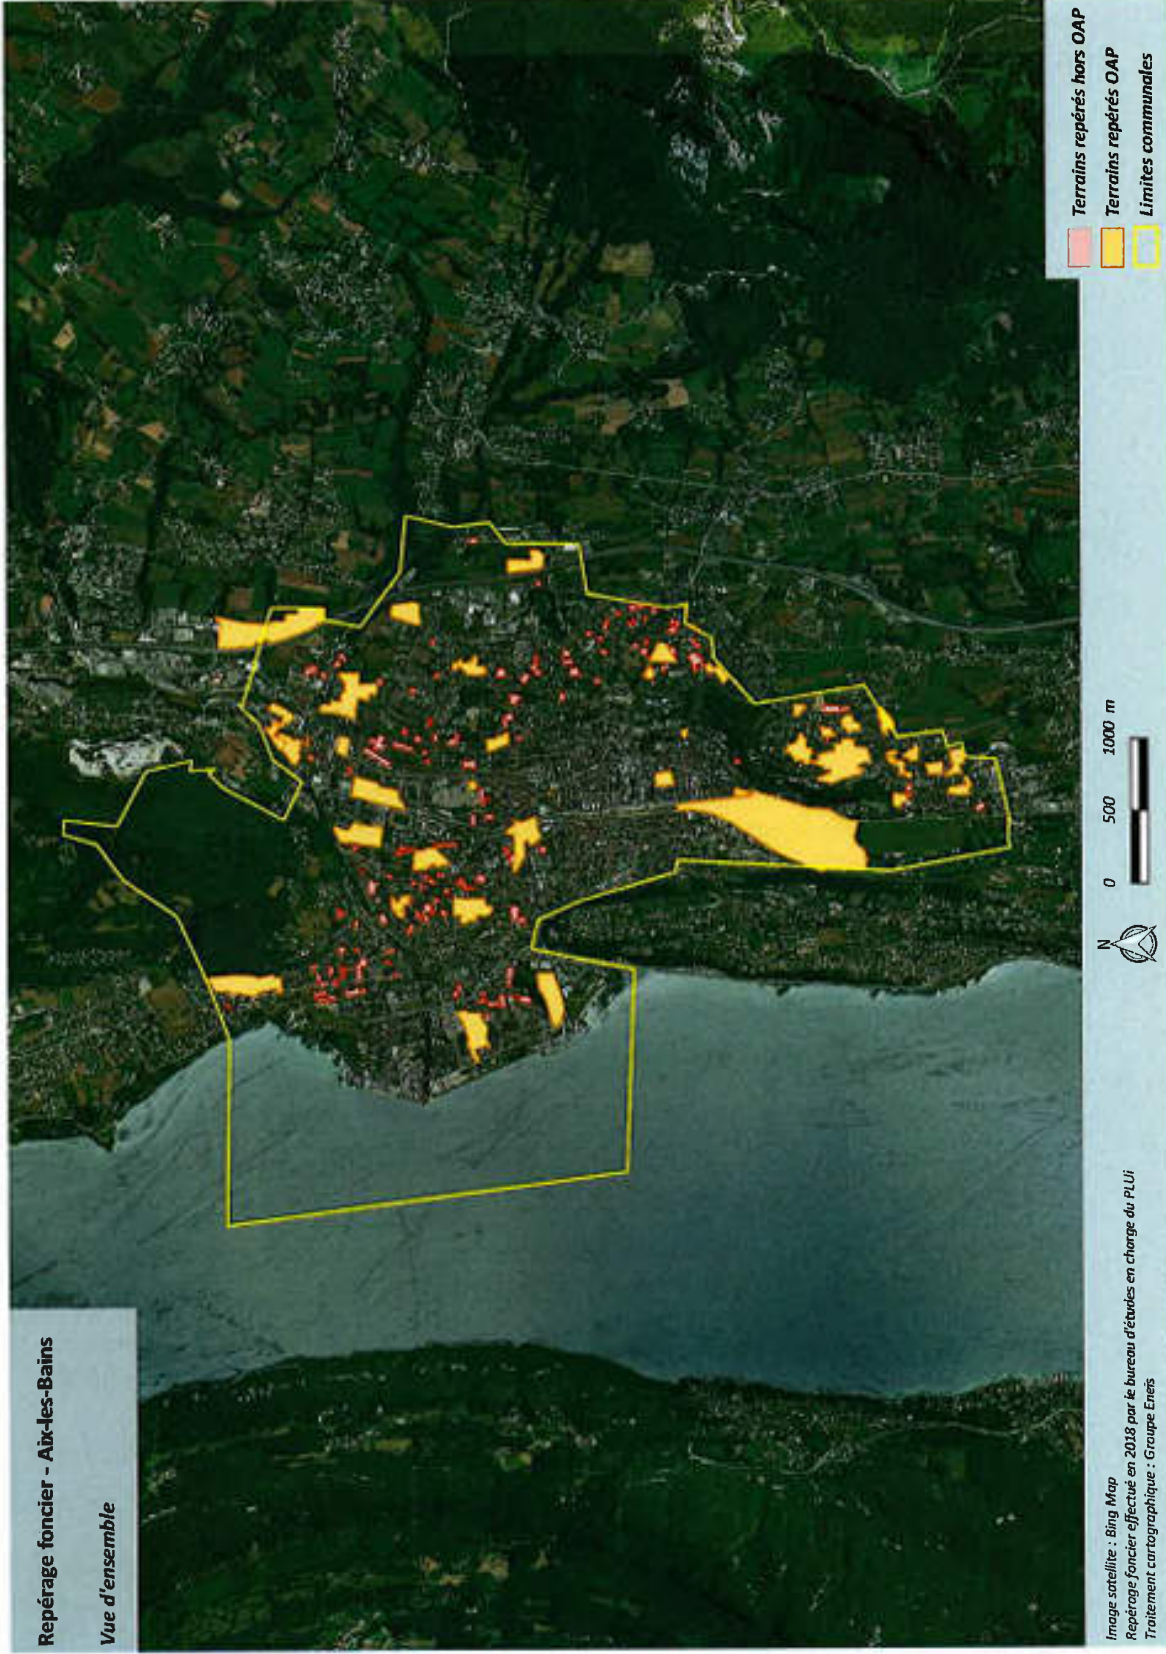 Repérage foncier - Aix-les-Bains
Vue d'ensemble
Terrains repérés hors OAP
Terrains repérés OAP
Limites communales
N
0 500 1000 m
Image satellite : Bing Map
Repérage foncier effectué en 2018 par le bureau d'études en charge du PLUi
Traitement cartographique : Groupe Eneis